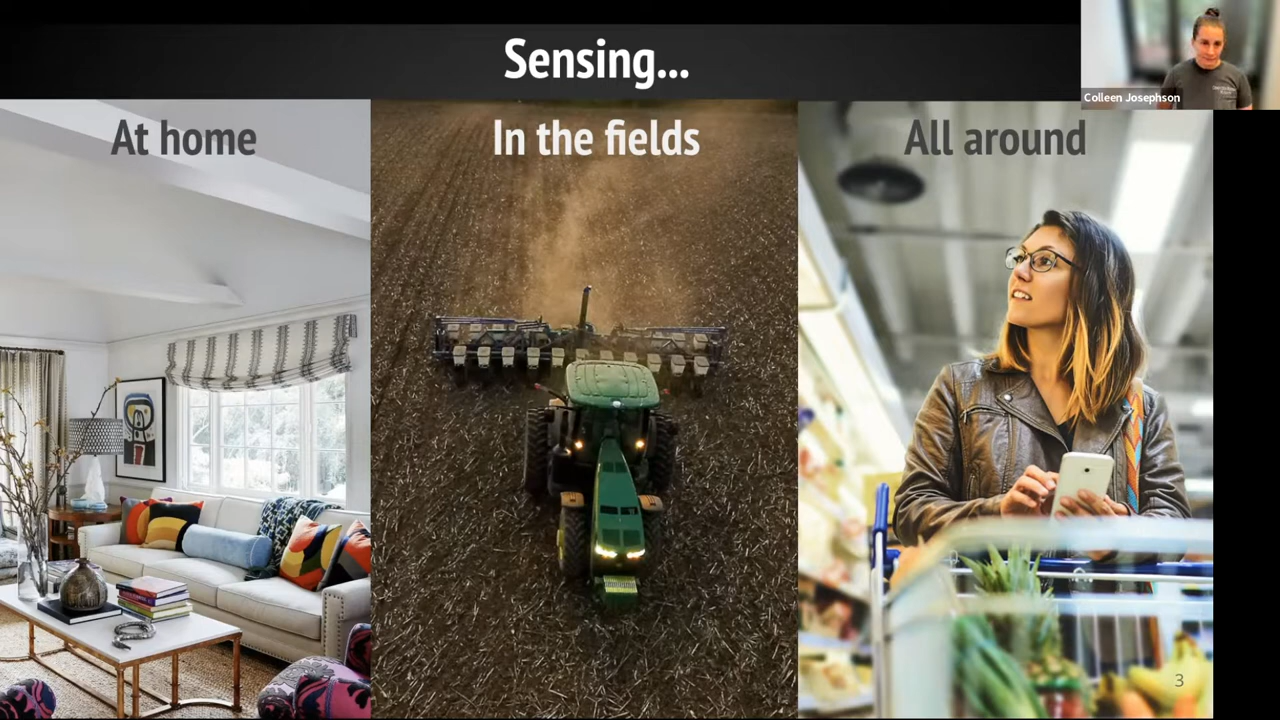 Sensing...
Colleen Josephson
At home
In the fields
All around
3